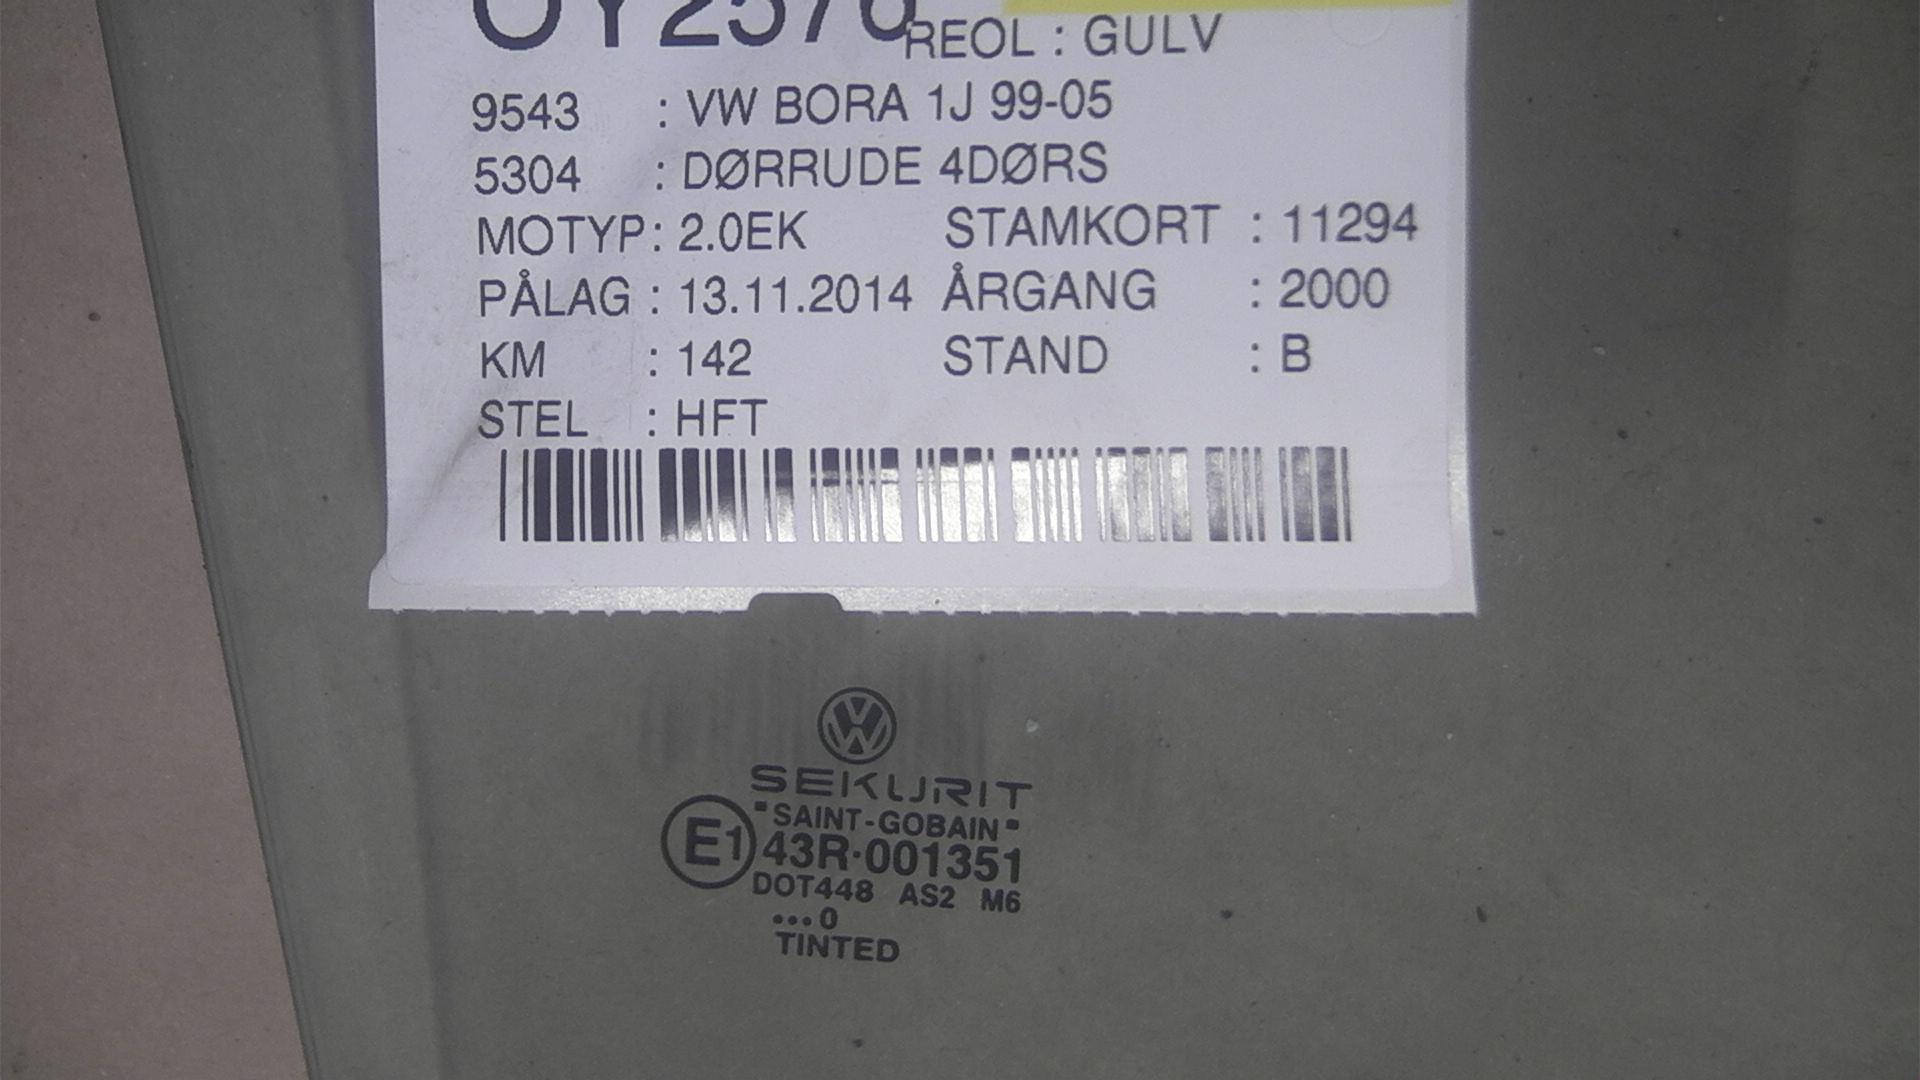 REOL : GULV
9543 : VW BORA 1J 99-05
5304 : DØRRUDE 4DØRS
MOTYP : 2.0EK STAMKORT : 11294
PÅLAG : 13.11.2014 ÅRGANG : 2000
KM : 142 STAND : B
STEL : HFT
VW
SEKURIT
"SAINT-GOBAIN"
E1 43R-001351
DOT448 AS2 M6
...0
TINTED